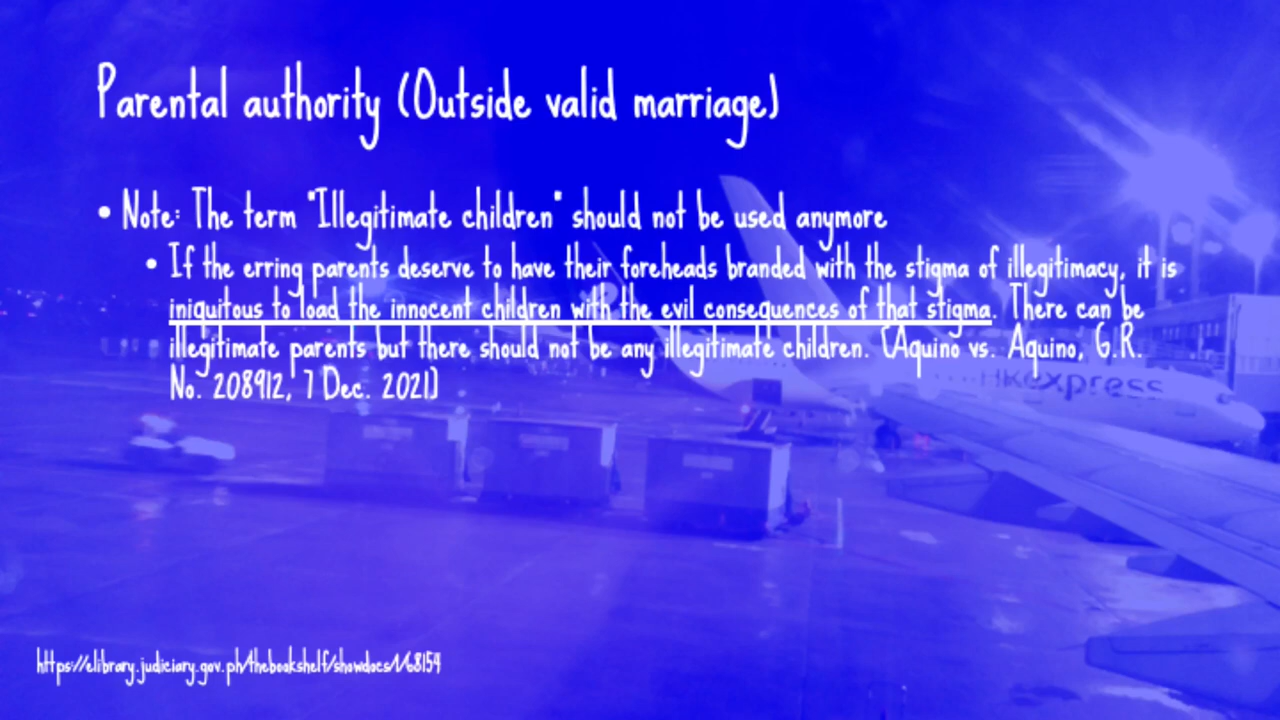 Parental authority (Outside valid marriage)
• Note: The term "Illegitimate children" should not be used anymore
• If the erring parents deserve to have their foreheads branded with the stigma of illegitimacy, it is
iniquitous to load the innocent children with the evil consequences of that stigma. There can be
illegitimate parents but there should not be any illegitimate children. [Aquino vs. Aquino, G.R.
No. 208912, 7 Dec. 2021]
HKexpress
https://elibrary.judiciary.gov.ph/thebookshelf/showdocs/1/68154